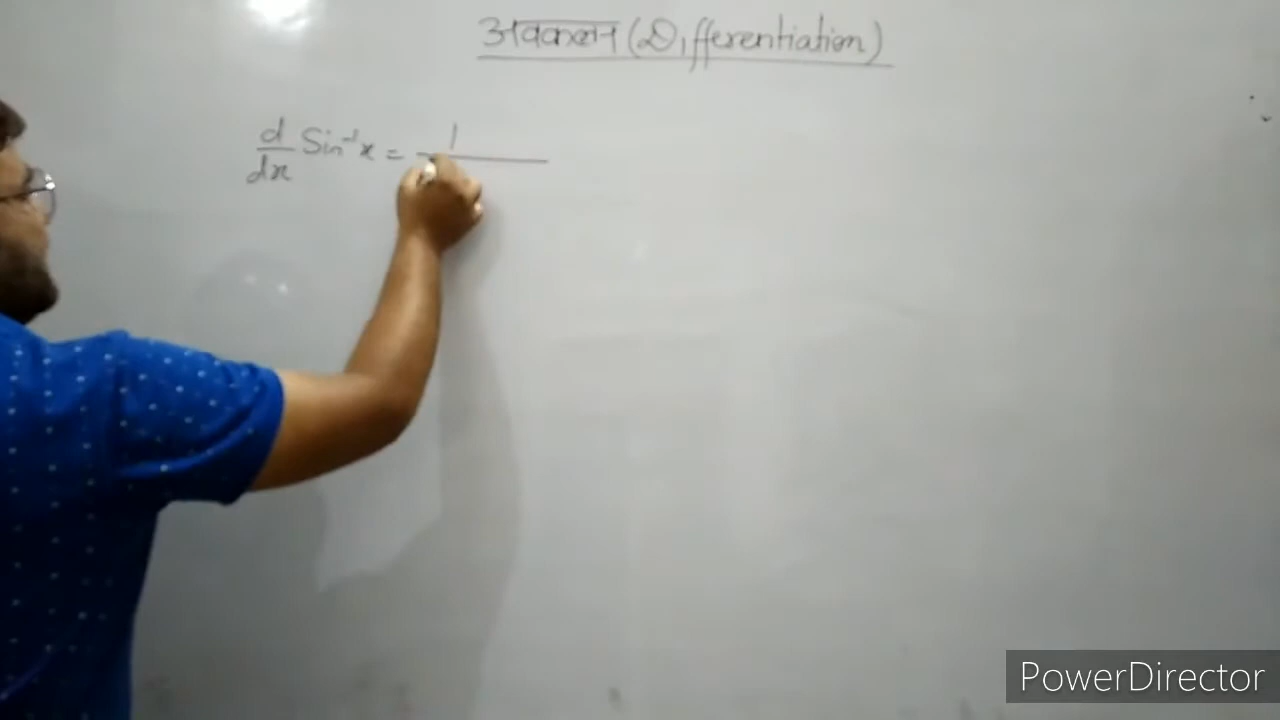 अवकलन (Differentiation)
d/dx Sin⁻¹x = 1
PowerDirector